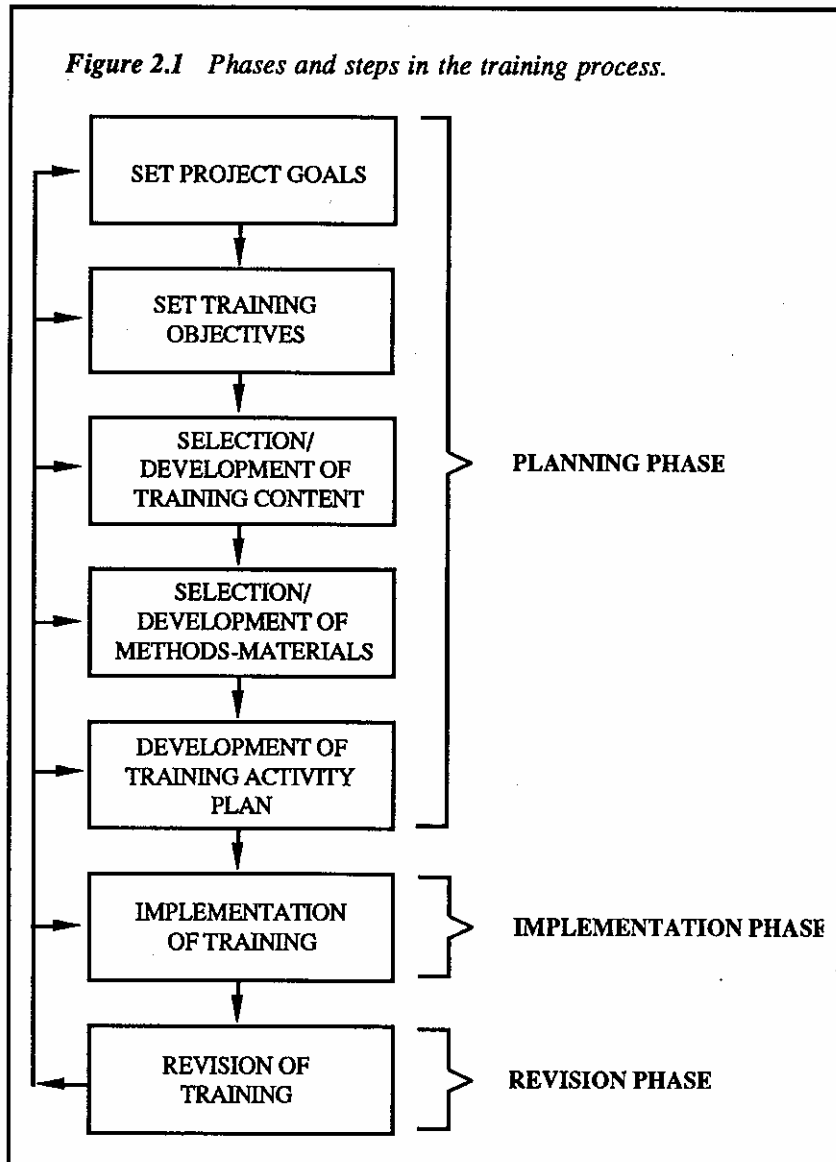 Figure 2.1 Phases and steps in the training process.
SET PROJECT GOALS
SET TRAINING
OBJECTIVES
SELECTION/
DEVELOPMENT OF
TRAINING CONTENT
PLANNING PHASE
SELECTION/
DEVELOPMENT OF
METHODS-MATERIALS
DEVELOPMENT OF
TRAINING ACTIVITY
PLAN
IMPLEMENTATION
OF TRAINING
IMPLEMENTATION PHASE
REVISION OF
TRAINING
REVISION PHASE